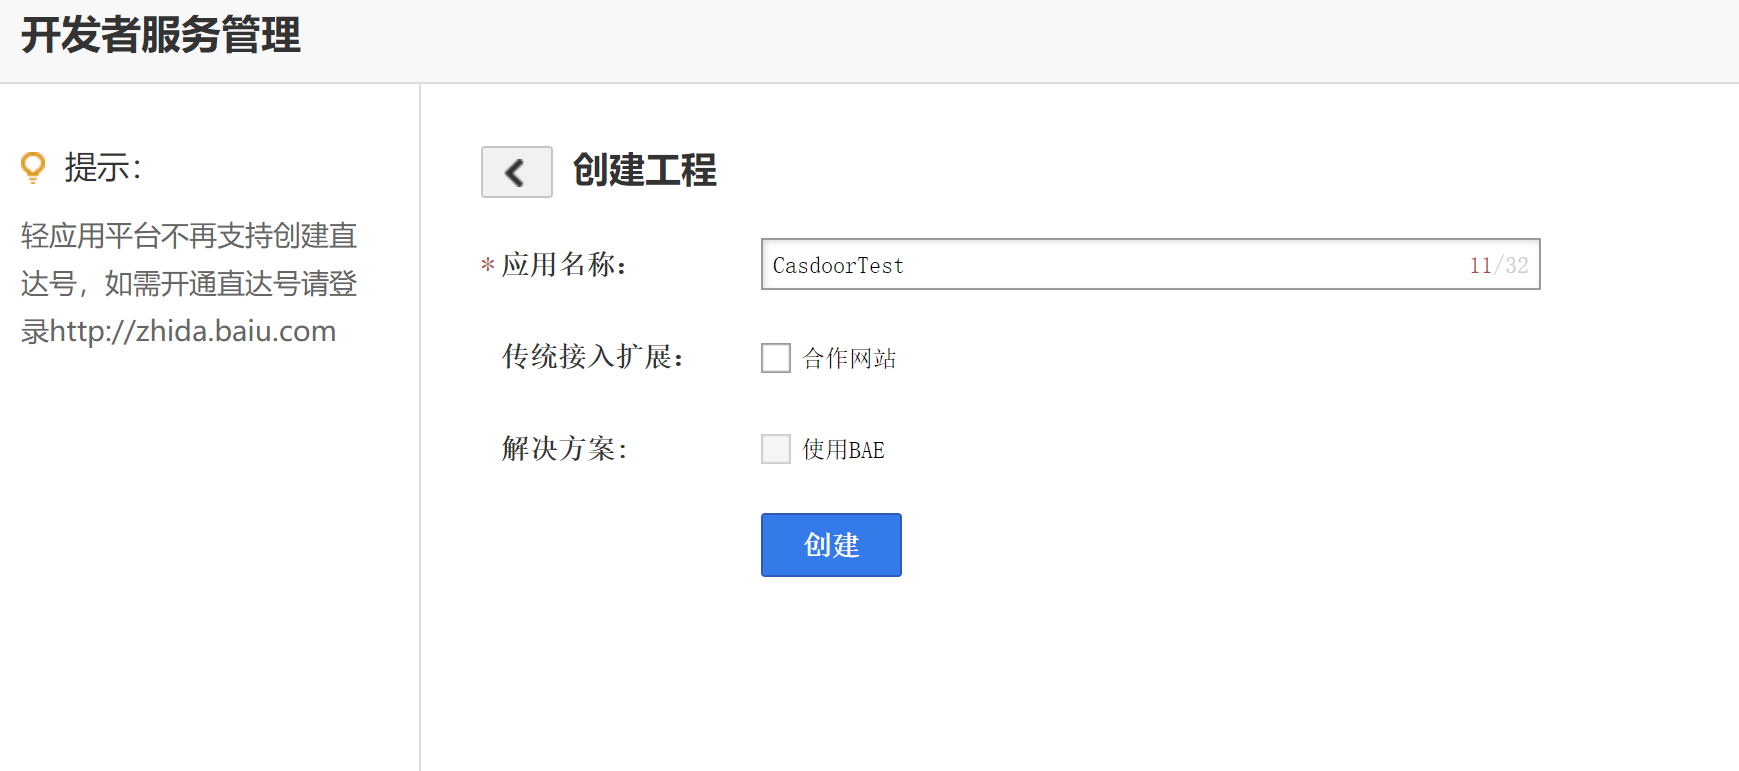 开发者服务管理
提示：
轻应用平台不再支持创建直
达号，如需开通直达号请登
录http://zhida.baiu.com
创建工程
* 应用名称：
CasdoorTest 11/32
传统接入扩展：
合作网站
解决方案：
使用BAE
创建